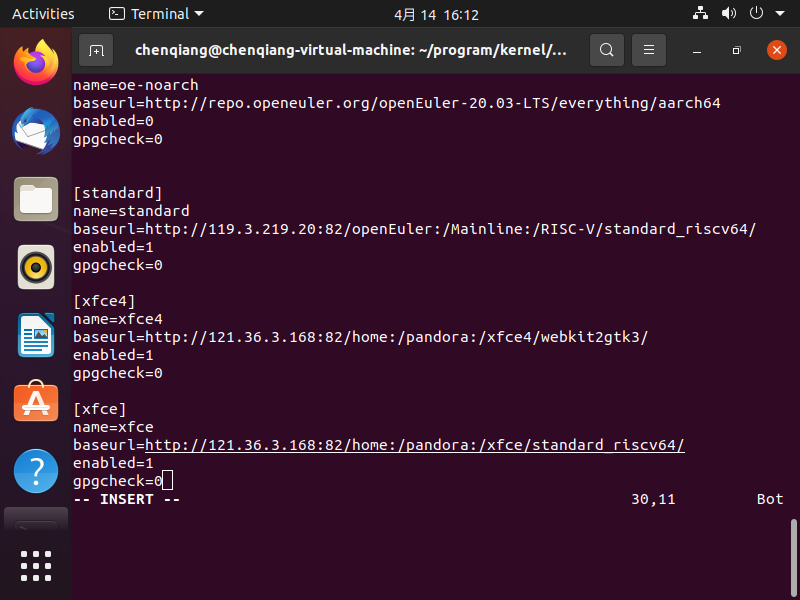 Activities
Terminal
4月 14 16:12
chenqiang@chenqiang-virtual-machine: ~/program/kernel/...
name=oe-noarch
baseurl=http://repo.openeuler.org/openEuler-20.03-LTS/everything/aarch64
enabled=0
gpgcheck=0
[standard]
name=standard
baseurl=http://119.3.219.20:82/openEuler:/Mainline:/RISC-V/standard_riscv64/
enabled=1
gpgcheck=0
[xfce4]
name=xfce4
baseurl=http://121.36.3.168:82/home:/pandora:/xfce4/webkit2gtk3/
enabled=1
gpgcheck=0
[xfce]
name=xfce
baseurl=http://121.36.3.168:82/home:/pandora:/xfce/standard_riscv64/
enabled=1
gpgcheck=0
-- INSERT -- 30,11 Bot